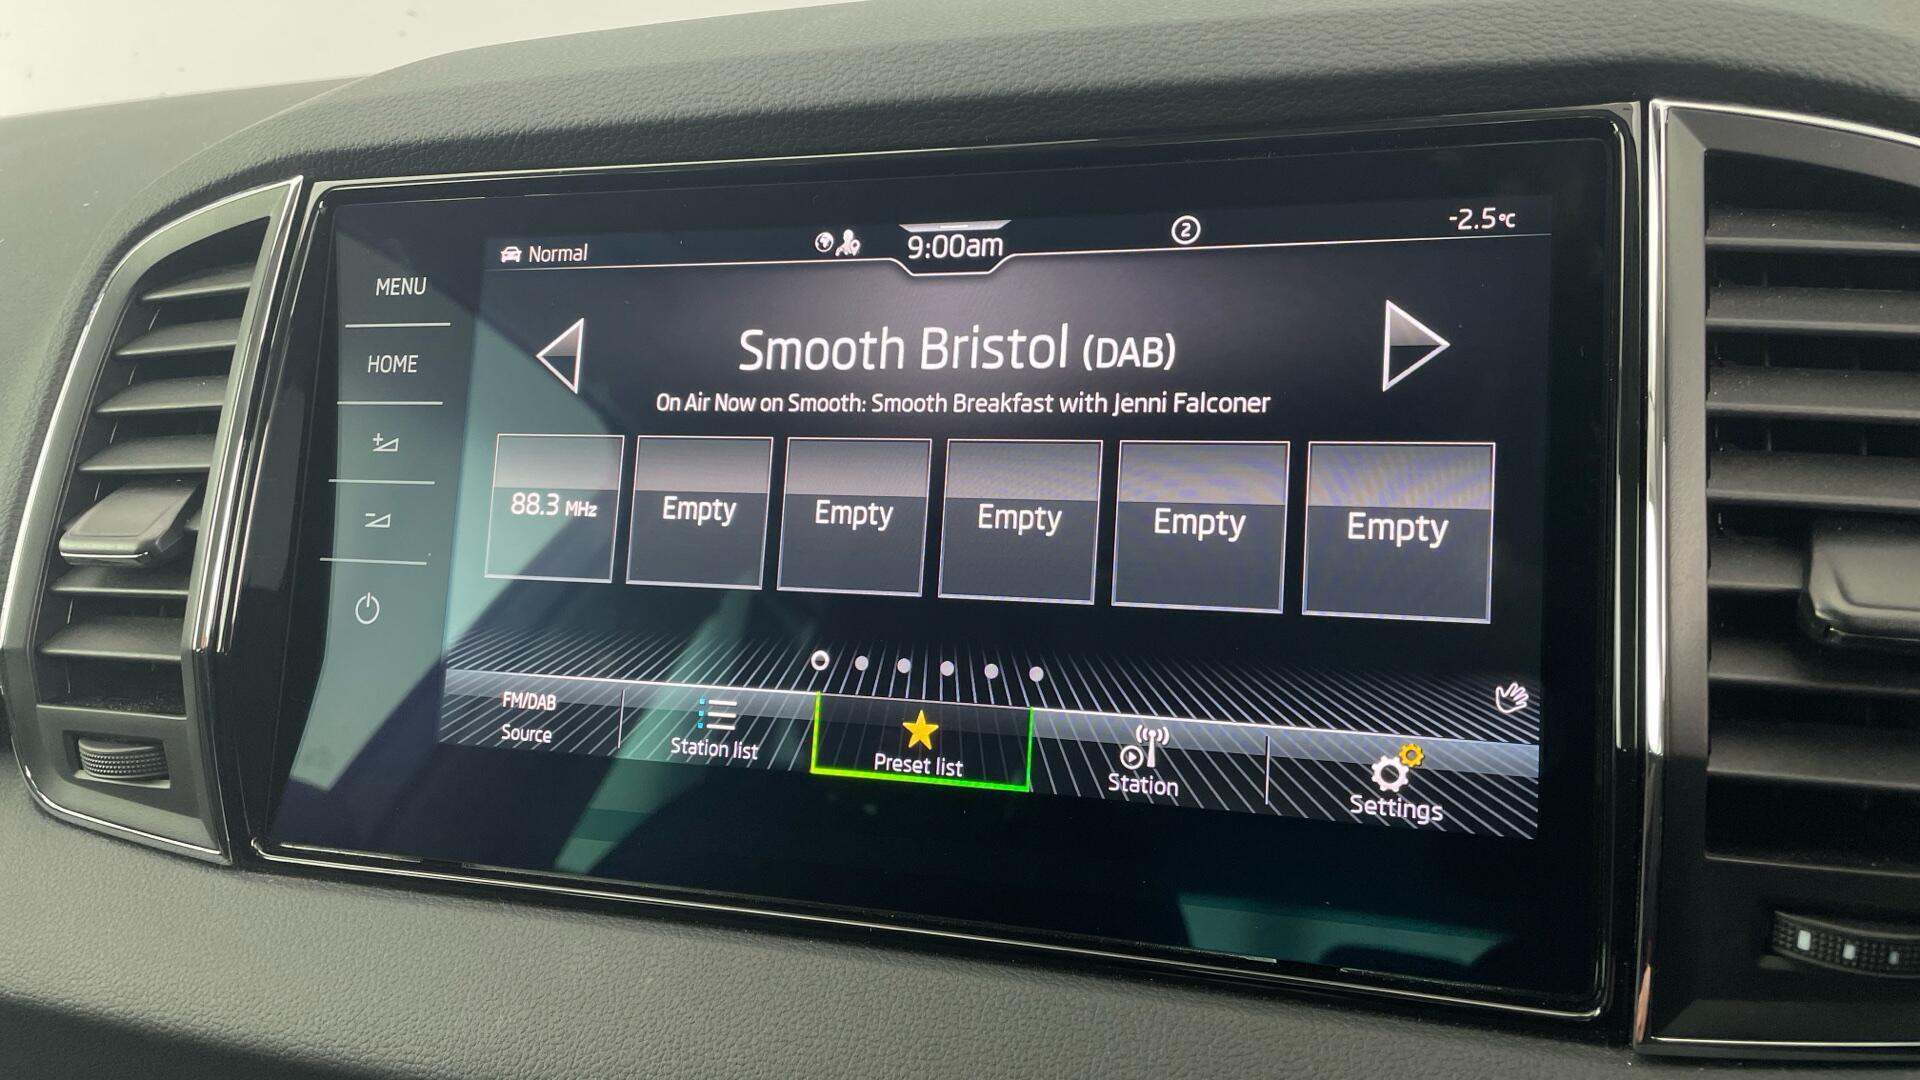 Normal
9:00am
2
-2.5°C
MENU
HOME
Smooth Bristol (DAB)
On Air Now on Smooth: Smooth Breakfast with Jenni Falconer
88.3 MHz
Empty
Empty
Empty
Empty
Empty
FM/DAB
Source
Station list
Preset list
Station
Settings